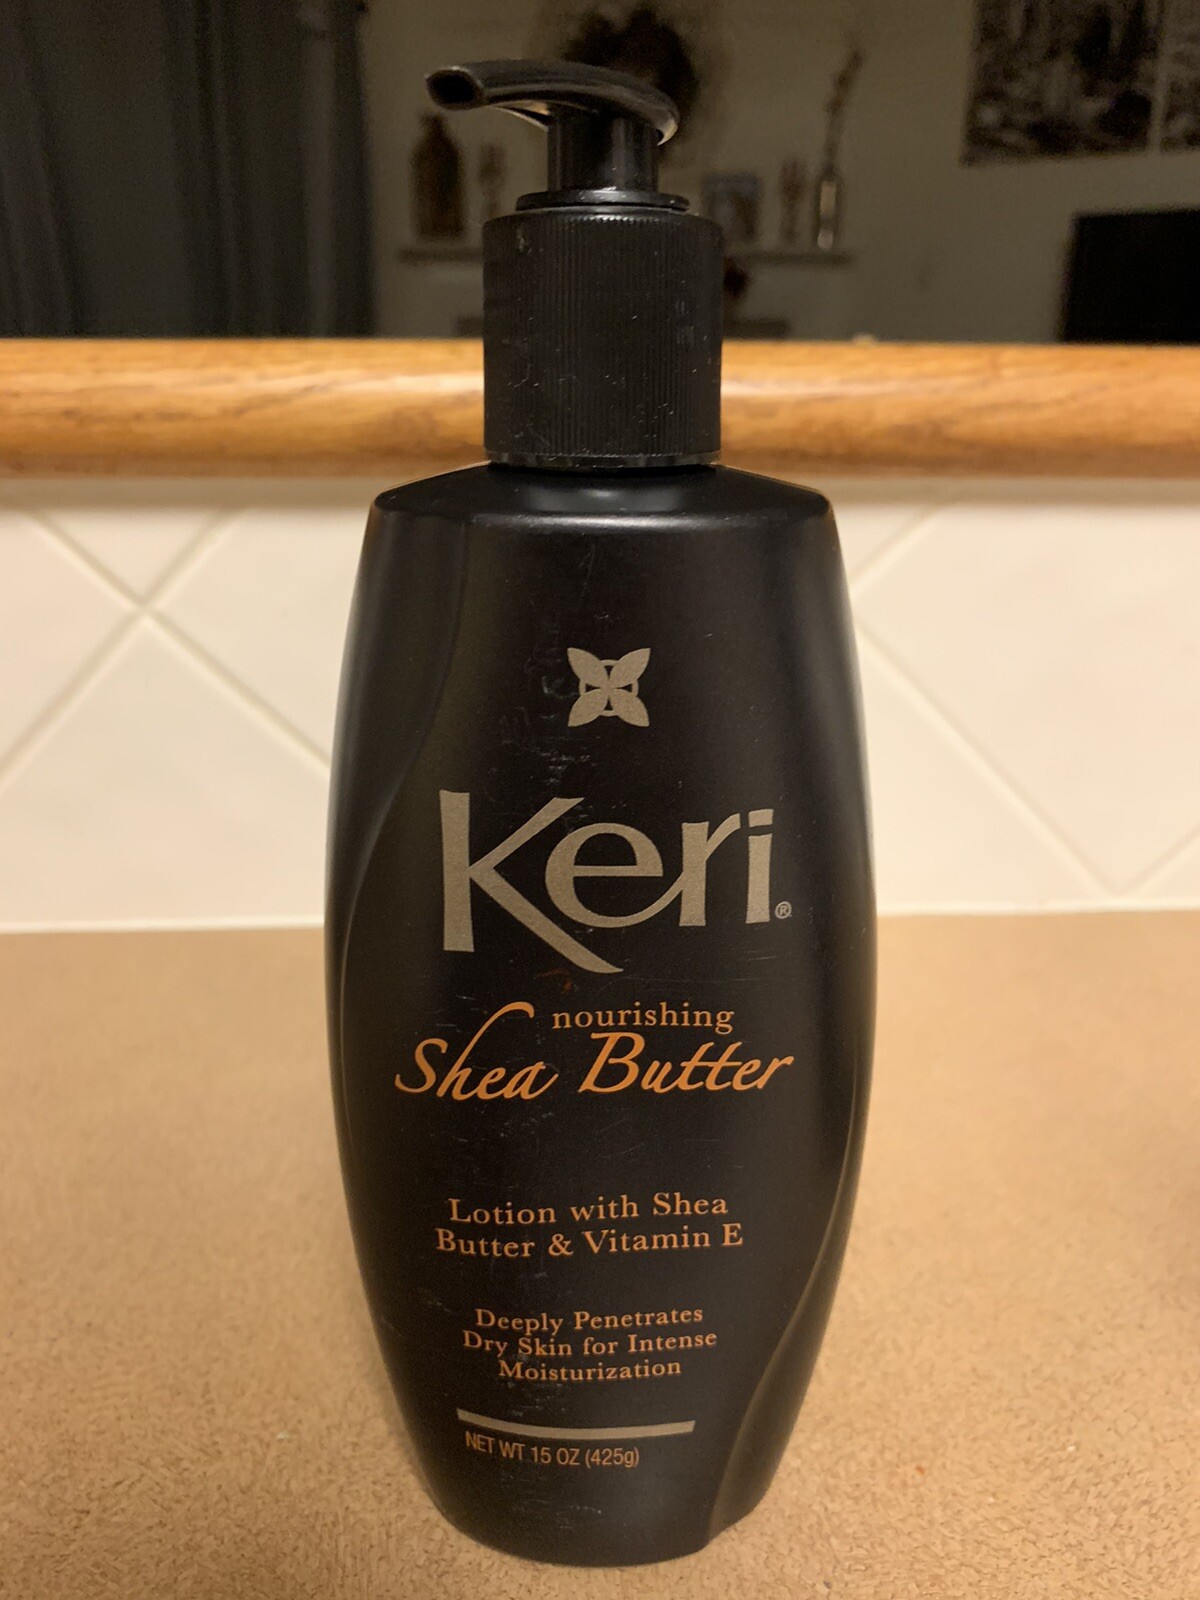 Keri®
nourishing
Shea Butter
Lotion with Shea
Butter & Vitamin E
Deeply Penetrates
Dry Skin for Intense
Moisturization
NET WT 15 OZ (425g)